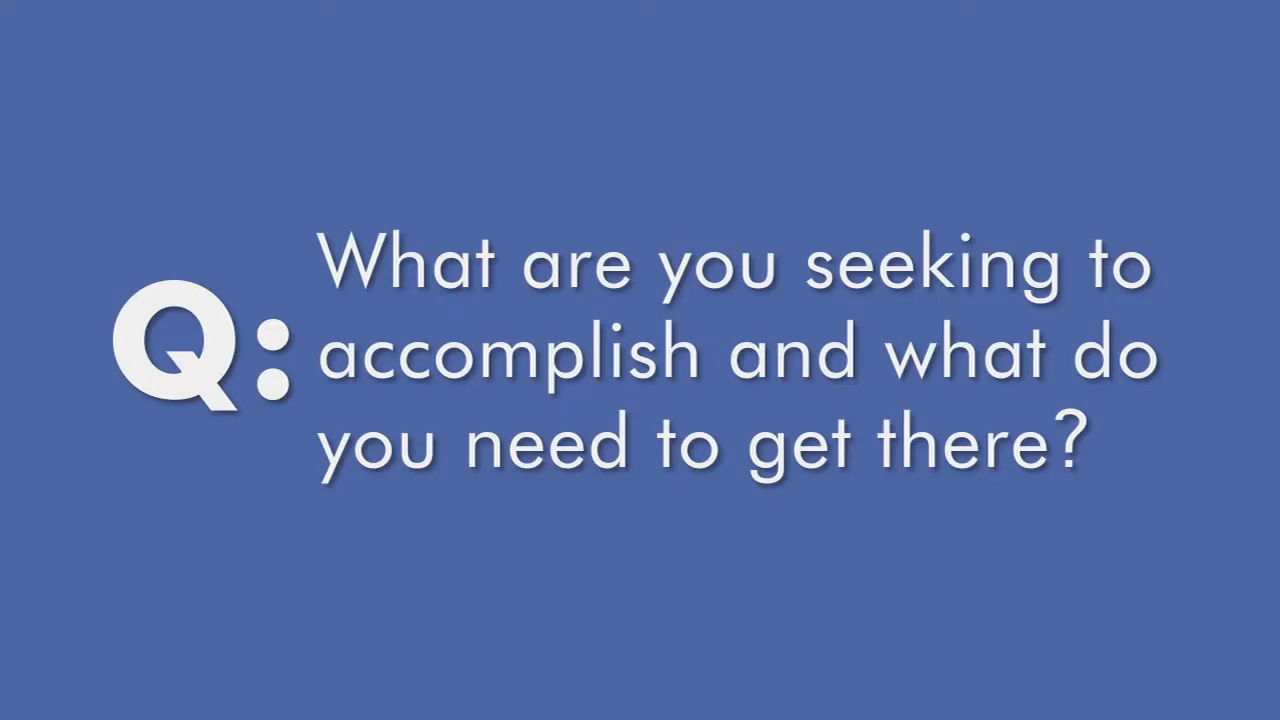 Q: What are you seeking to
accomplish and what do
you need to get there?